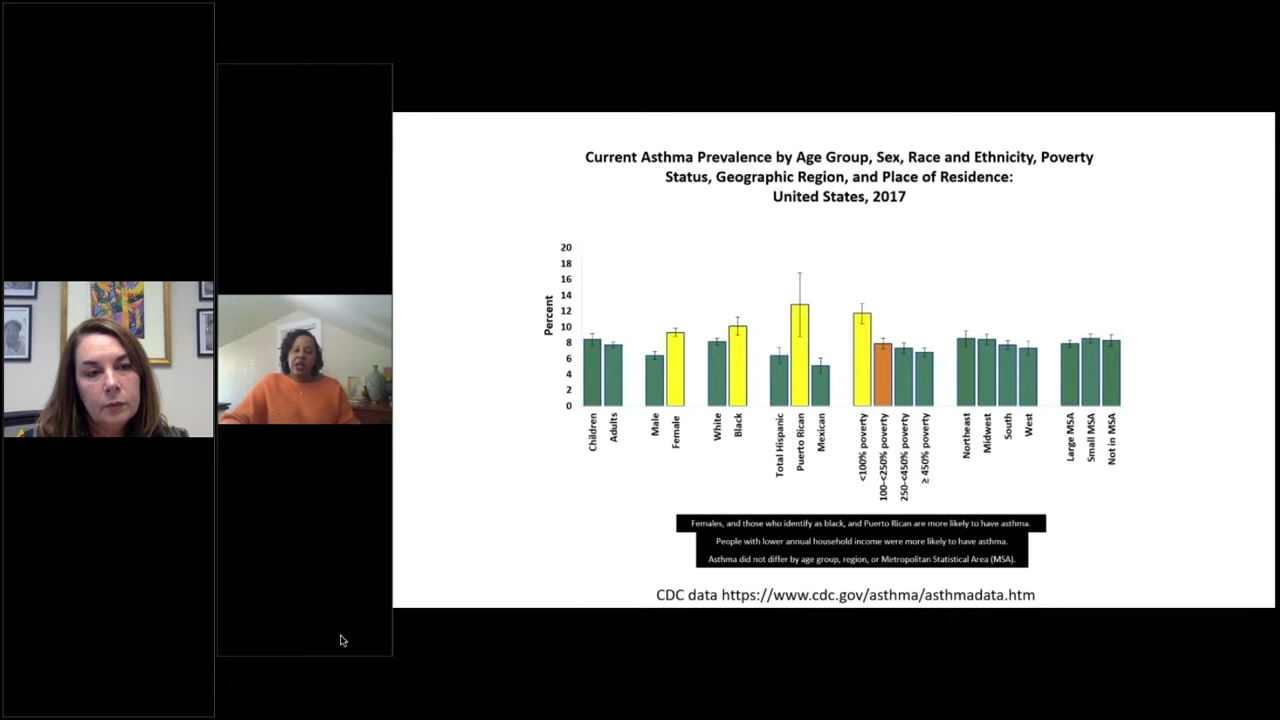 Current Asthma Prevalence by Age Group, Sex, Race and Ethnicity, Poverty
Status, Geographic Region, and Place of Residence:
United States, 2017
Percent
20
18
16
14
12
10
8
6
4
2
0
Children
Adults
Male
Female
White
Black
Total Hispanic
Puerto Rican
Mexican
<100% poverty
100-<250% poverty
250-<450% poverty
≥ 450% poverty
Northeast
Midwest
South
West
Large MSA
Small MSA
Not in MSA
Females, and those who identify as black, and Puerto Rican are more likely to have asthma.
People with lower annual household income were more likely to have asthma.
Asthma did not differ by age group, region, or Metropolitan Statistical Area (MSA).
CDC data https://www.cdc.gov/asthma/asthmadata.htm